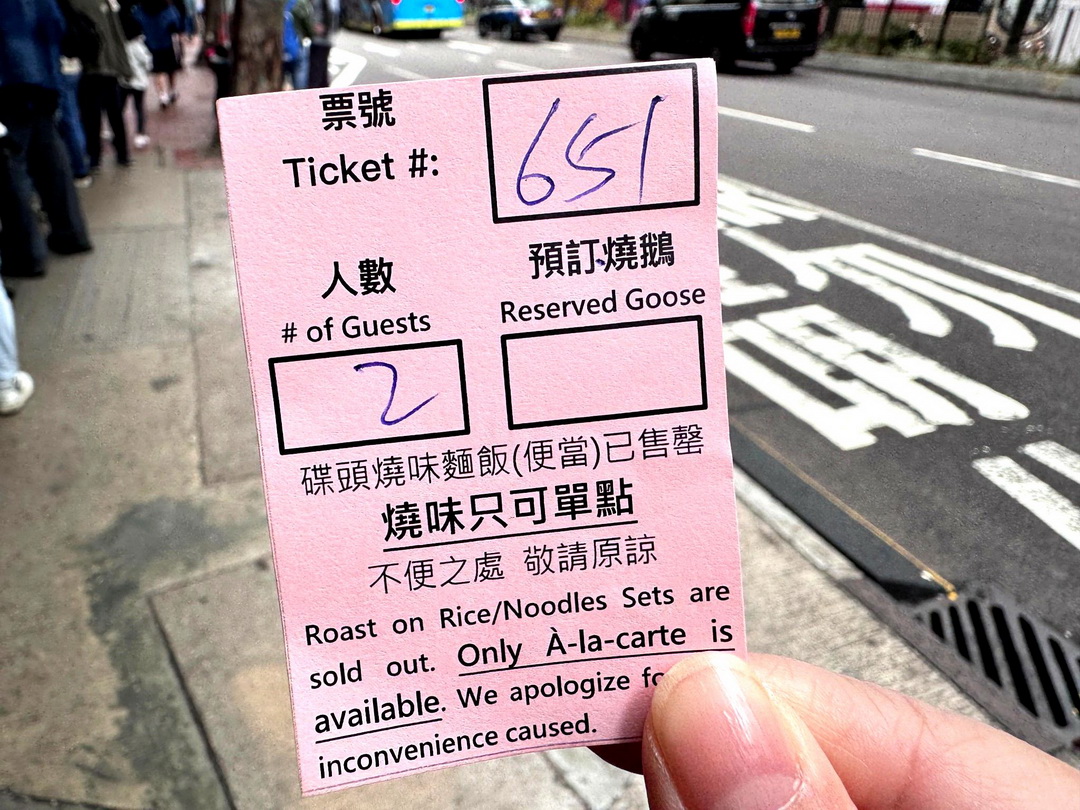 票號
Ticket #:
651
人數
# of Guests
2
預訂燒鵝
Reserved Goose
碟頭燒味麵飯(便當)已售罄
燒味只可單點
不便之處 敬請原諒
Roast on Rice/Noodles Sets are
sold out. Only À-la-carte is
available. We apologize
inconvenience caused.